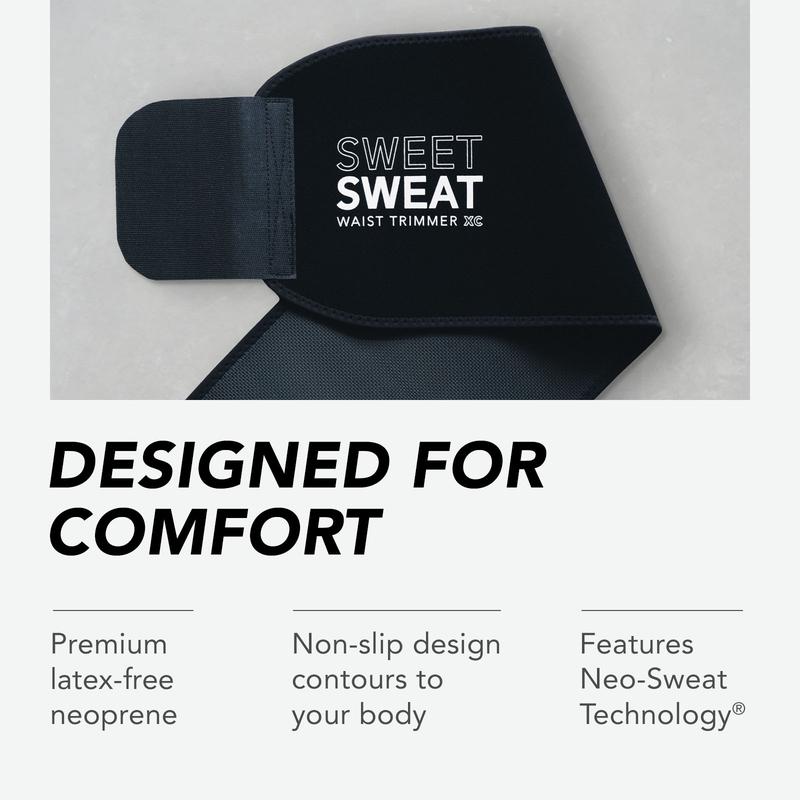 SWEET
SWEAT
WAIST TRIMMER XC
DESIGNED FOR
COMFORT
Premium
latex-free
neoprene
Non-slip design
contours to
your body
Features
Neo-Sweat
Technology®